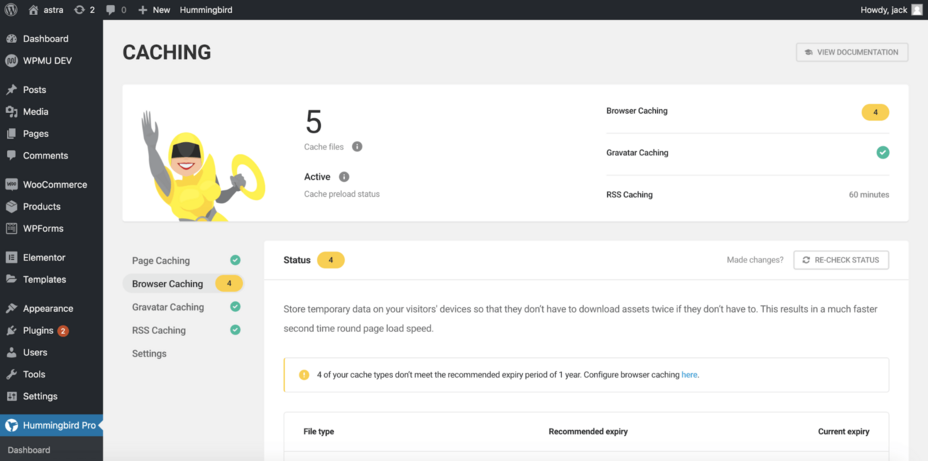 astra 2 0 New Hummingbird Howdy, jack
Dashboard
WPMU DEV
Posts
Media
Pages
Comments
WooCommerce
Products
WPForms
Elementor
Templates
Appearance
Plugins 2
Users
Tools
Settings
Hummingbird Pro
Dashboard
CACHING
VIEW DOCUMENTATION
5
Cache files
Active
Cache preload status
Browser Caching 4
Gravatar Caching
RSS Caching 60 minutes
Page Caching
Browser Caching 4
Gravatar Caching
RSS Caching
Settings
Status 4
Made changes? RE-CHECK STATUS
Store temporary data on your visitors' devices so that they don't have to download assets twice if they don't have to. This results in a much faster
second time round page load speed.
4 of your cache types don't meet the recommended expiry period of 1 year. Configure browser caching here.
File type Recommended expiry Current expiry